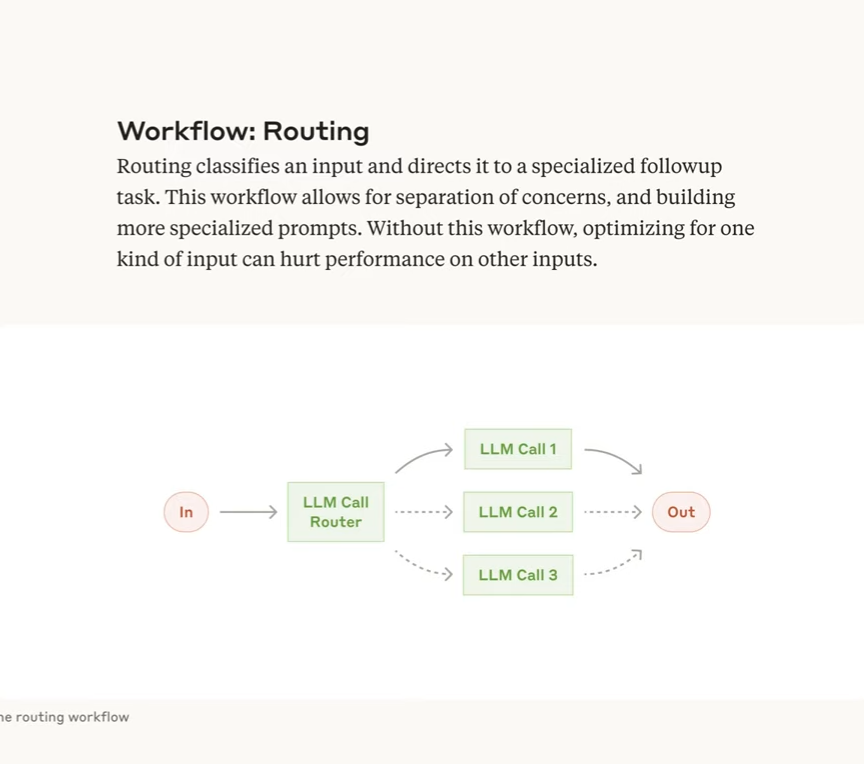 Workflow: Routing
Routing classifies an input and directs it to a specialized followup
task. This workflow allows for separation of concerns, and building
more specialized prompts. Without this workflow, optimizing for one
kind of input can hurt performance on other inputs.
In
LLM Call
Router
LLM Call 1
LLM Call 2
LLM Call 3
Out
routing workflow